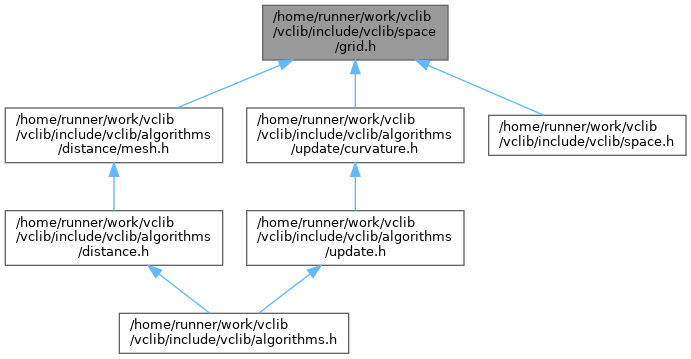 /home/runner/work/vclib
/vclib/include/vclib/space
/grid.h
/home/runner/work/vclib
/vclib/include/vclib/algorithms
/distance/mesh.h
/home/runner/work/vclib
/vclib/include/vclib/algorithms
/update/curvature.h
/home/runner/work/vclib
/vclib/include/vclib/space.h
/home/runner/work/vclib
/vclib/include/vclib/algorithms
/distance.h
/home/runner/work/vclib
/vclib/include/vclib/algorithms
/update.h
/home/runner/work/vclib
/vclib/include/vclib/algorithms.h